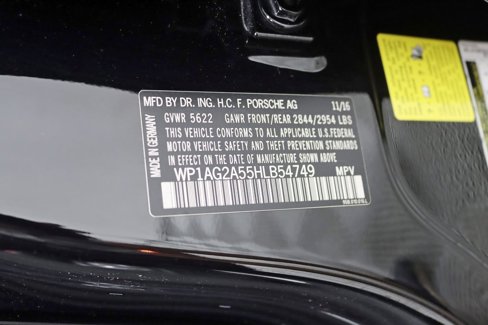 MFD BY DR. ING. H.C. F. PORSCHE AG 11/16
GVWR 5622 GAWR FRONT/REAR 2844/2954 LBS
THIS VEHICLE CONFORMS TO ALL APPLICABLE U.S. FEDERAL
MOTOR VEHICLE SAFETY AND THEFT PREVENTION STANDARDS
IN EFFECT ON THE DATE OF MANUFACTURE SHOWN ABOVE.
WP1AG2A55HLB54749 MPV
MADE IN GERMANY